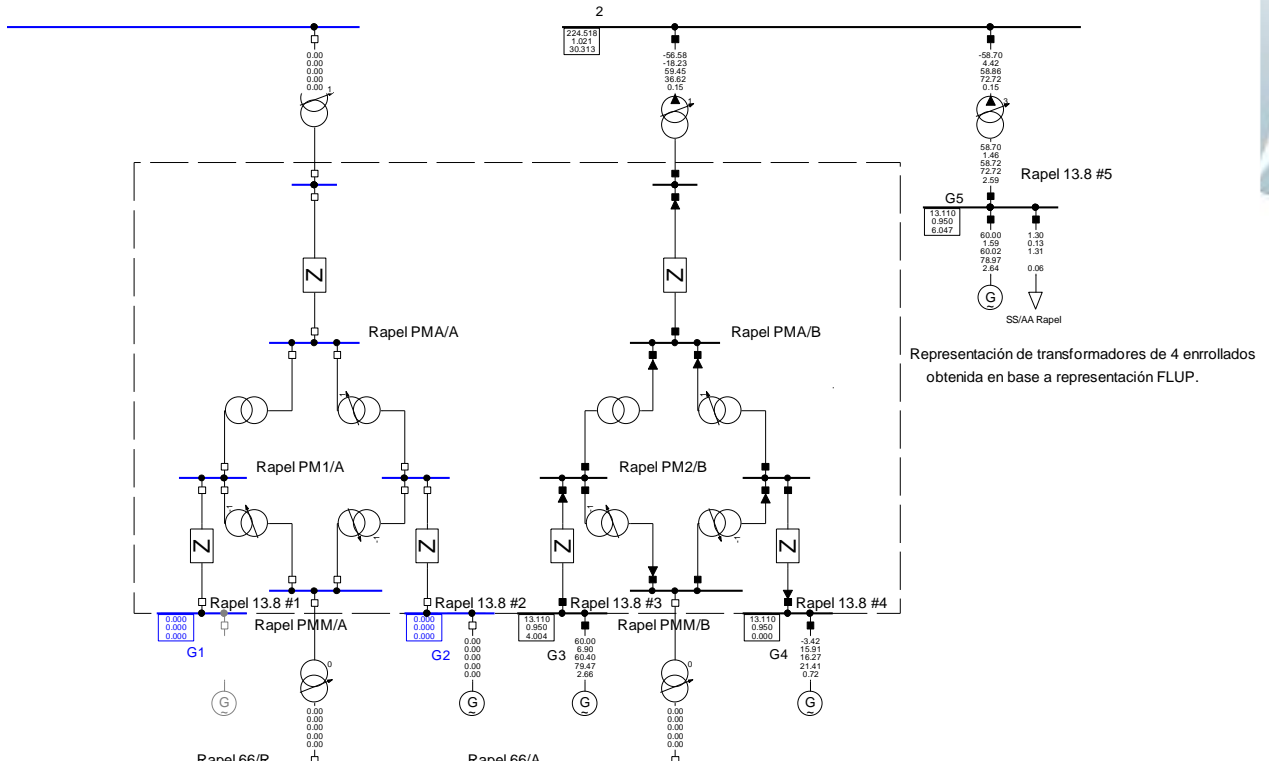 2
224.518
1.021
30.313
0.00
0.00
0.00
0.00
0.00
1
-56.58
-18.23
59.45
36.62
0.15
1
-58.70
4.42
58.86
72.72
0.15
3
58.70
1.46
58.72
72.72
2.59
Rapel 13.8 #5
G5
13.110
0.950
6.047
60.00
1.59
60.02
78.97
2.64
1.30
0.13
1.31
0.06
G
~
SS/AA Rapel
Z
Z
Rapel PMA/A
Rapel PMA/B
Representación de transformadores de 4 enrrollados
obtenida en base a representación FLUP.
-1
-1
Rapel PM1/A
Rapel PM2/B
-1
-1
-1
-1
Z
Z
Z
Z
Rapel 13.8 #1
Rapel 13.8 #2
Rapel 13.8 #3
Rapel 13.8 #4
0.000
0.000
0.000
G1
Rapel PMM/A
0.000
0.000
0.000
G2
0.00
0.00
0.00
0.00
0.00
13.110
0.950
4.004
G3
60.00
6.90
60.40
79.47
2.66
Rapel PMM/B
13.110
0.950
0.000
G4
-3.42
15.91
16.27
21.41
0.72
0
0
G
~
G
~
G
~
G
~
0.00
0.00
0.00
0.00
0.00
0.00
0.00
0.00
0.00
0.00
Rapel 66/R
Rapel 66/A